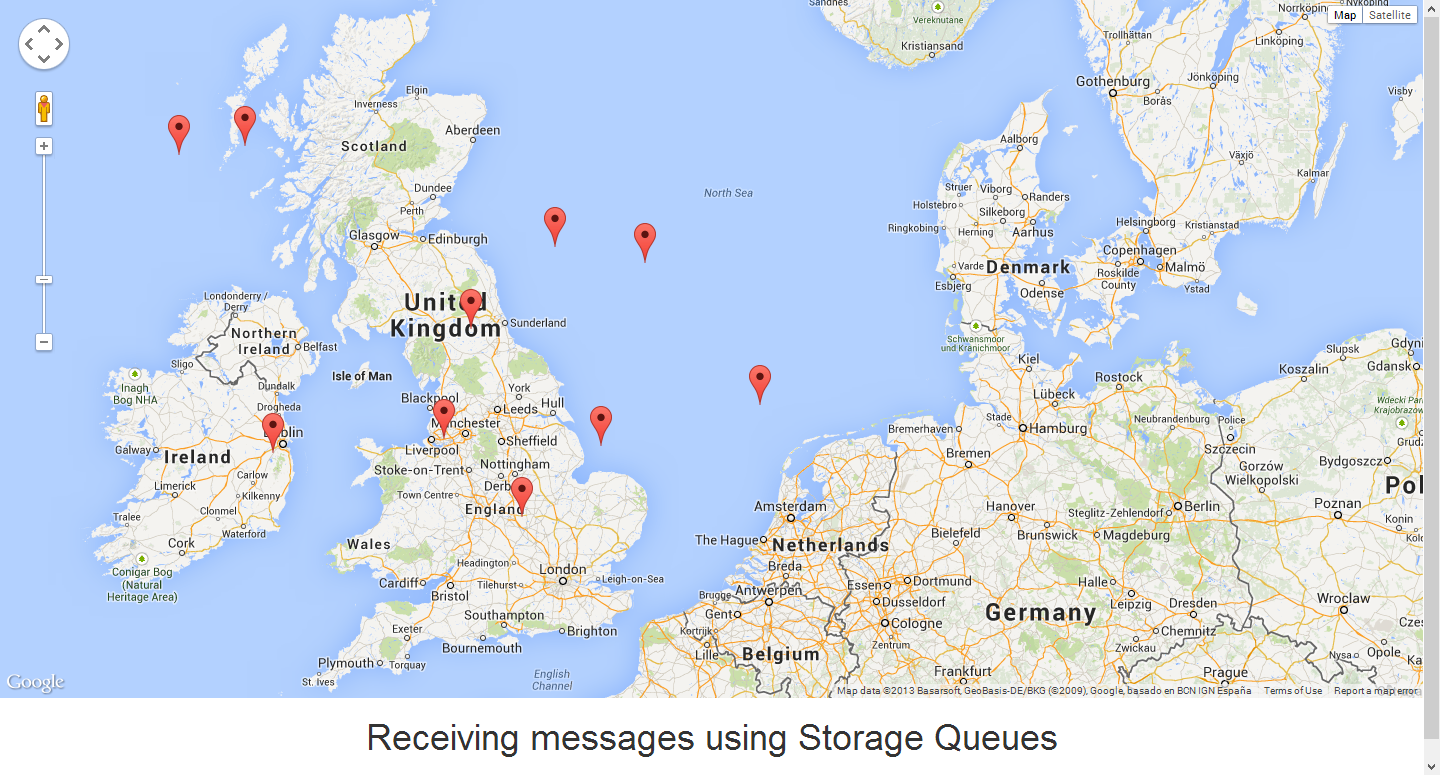 Sandnes
Vereknutane
Kristiansand
Trollhättan
Norrköping
Nyköping
Map
Satellite
Linköping
Gothenburg
Jönköping
Borås
Visby
Elgin
Inverness
Aberdeen
Scotland
Aalborg
Växjö
Kalmar
Dundee
North Sea
Struer
Viborg
Randers
Perth
Holstebro
Silkeborg
Glasgow
Edinburgh
Ringkobing
Herning
Aarhus
Helsingborg
Kristianstad
Copenhagen
Varde
Denmark
Roskilde
County
Malmö
Esbjerg
Odense
Ystad
Londonderry /
Derry
United
Kingdom
Sunderland
Northern
Ireland
Belfast
Schwansmoor
und Kranichmoor
Sligo
Isle of Man
Kiel
Slupsk
Gdynia
Koszalin
Gdansk
Inagh
Bog NHA
Dundalk
York
Rostock
Blackpool
Leeds
Hull
Lübeck
Wdecki Park
Krajobrazowy
Drogheda
Manchester
Stade
Neubrandenburg
Police
Dublin
Bremerhaven
Hamburg
Galway
Ireland
Liverpool
Sheffield
Bremen
Szczecin
Bydgoszcz
Stoke-on-Trent
Nottingham
Gorzów
Wielkopolski
Carlow
Limerick
Kilkenny
Town Centre
England
Amsterdam
Hanover
Steglitz-Zehlendorf
Berlin
Poznan
Clonmel
Tralee
Waterford
Bielefeld
Brunswick
Magdeburg
Konin
Cork
Wales
The Hague
Netherlands
Headington
London
Breda
Conigar Bog
(Natural
Heritage Area)
Cardiff
Tilehurst
Leigh-on-Sea
Essen
Dortmund
Halle
Bristol
Brugge
Antwerpen
Dusseldorf
Leipzig
Dresden
Wroclaw
Southampton
Gent
Germany
Exeter
Brighton
Kortrijk
Cologne
Chemnitz
Bournemouth
Lille
Belgium
Zentrum
Zwickau
Nysa
Opole
Plymouth
Torquay
St. Ives
English
Channel
Frankfurt
Prague
Google
Map data ©2013 Basarsoft, GeoBasis-DE/BKG (©2009), Google, basado en BCN IGN España
Terms of Use
Report a map error
Receiving messages using Storage Queues